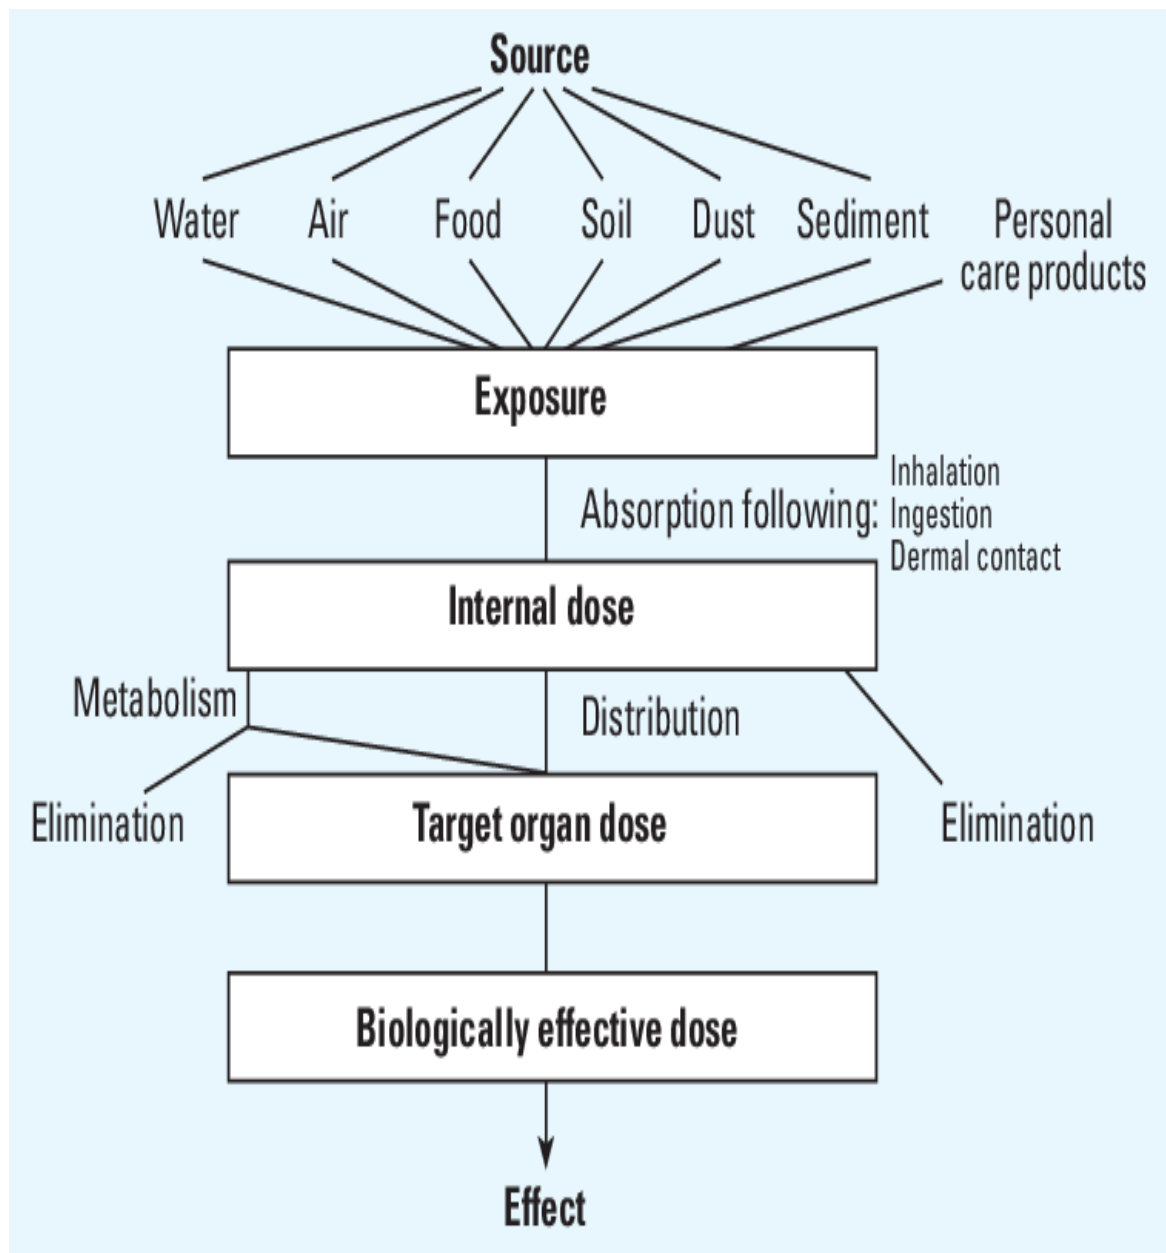 Source
Water Air Food Soil Dust Sediment Personal
care products
Exposure
Absorption following: Inhalation
Ingestion
Dermal contact
Internal dose
Metabolism Distribution
Elimination Target organ dose Elimination
Biologically effective dose
Effect